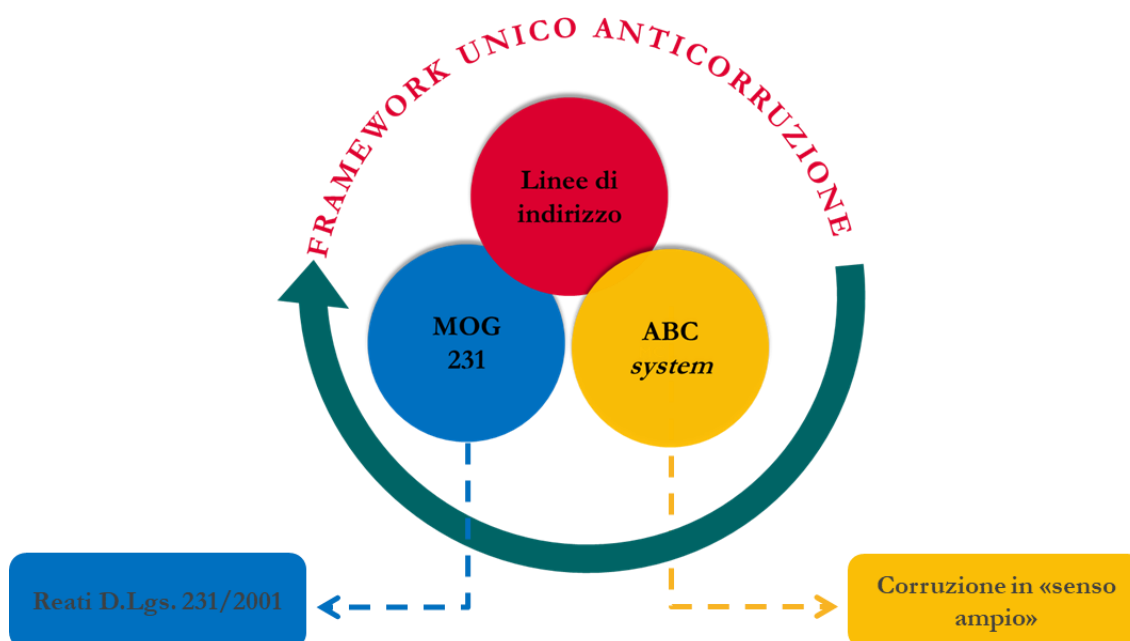 FRAMEWORK UNICO ANTICORRUZIONE
Linee di
indirizzo
MOG
231
ABC
system
Reati D.Lgs. 231/2001
Corruzione in «senso
ampio»